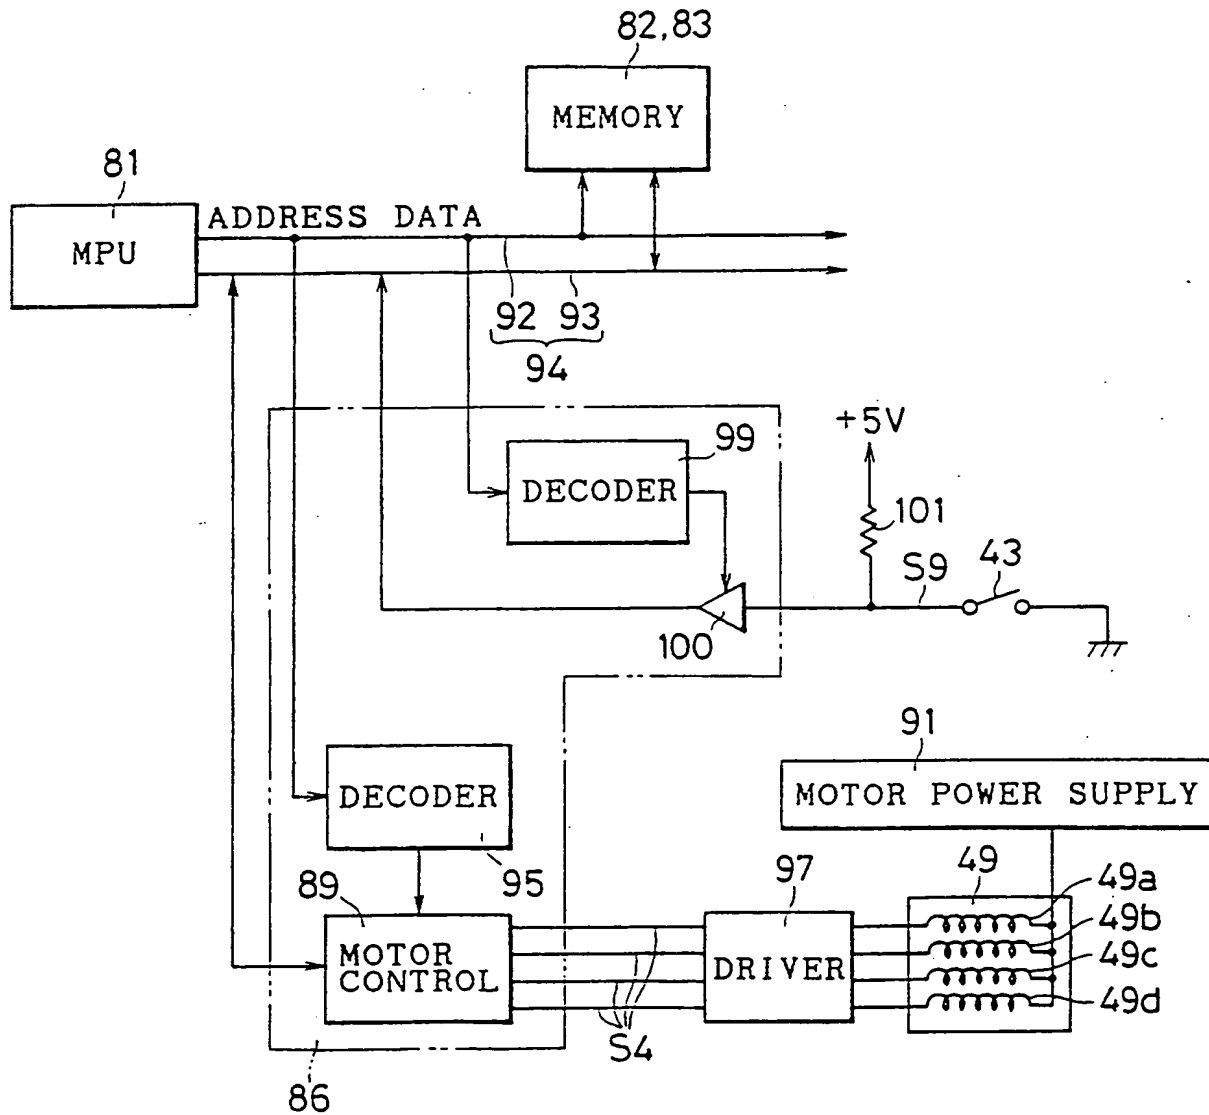 82,83
MEMORY
81
MPU
ADDRESS DATA
92 93
94
+5V
99
DECODER
101
S9
43
100
91
MOTOR POWER SUPPLY
DECODER
95
89
MOTOR
CONTROL
97
DRIVER
49
49a
49b
49c
49d
S4
86